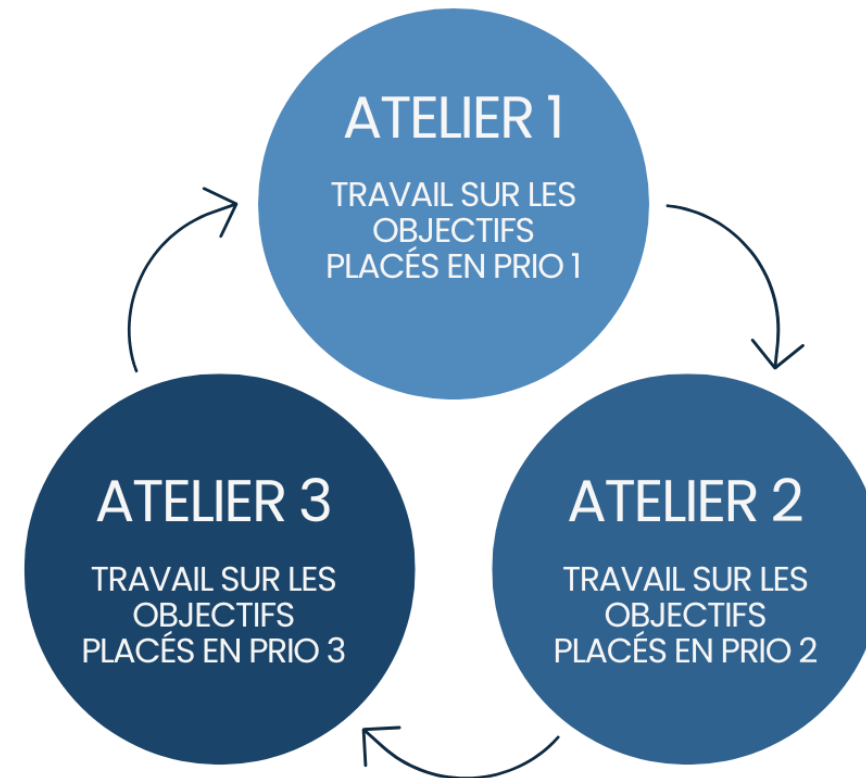 ATELIER 1
TRAVAIL SUR LES
OBJECTIFS
PLACÉS EN PRIO 1
ATELIER 2
TRAVAIL SUR LES
OBJECTIFS
PLACÉS EN PRIO 2
ATELIER 3
TRAVAIL SUR LES
OBJECTIFS
PLACÉS EN PRIO 3